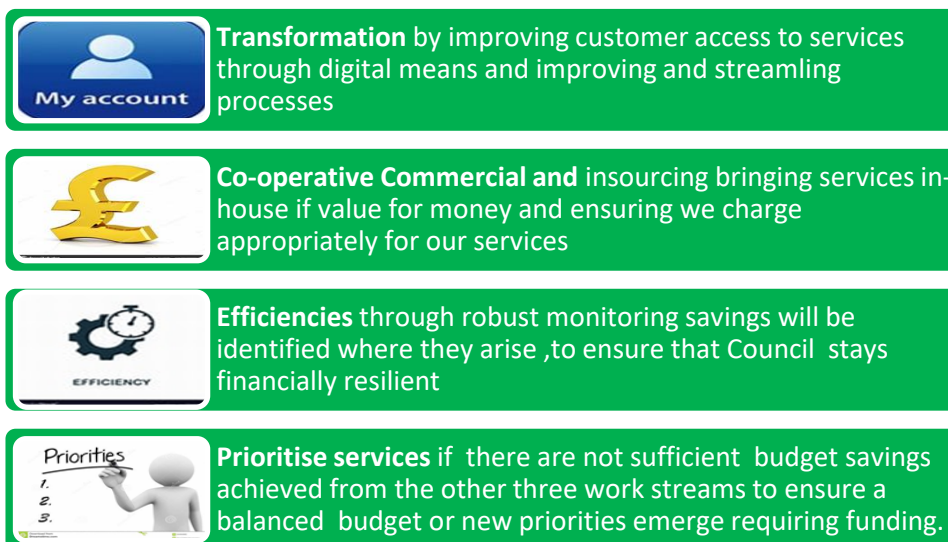 My account
Transformation by improving customer access to services
through digital means and improving and streamling
processes
Co-operative Commercial and insourcing bringing services in-
house if value for money and ensuring we charge
appropriately for our services
EFFICIENCY
Efficiencies through robust monitoring savings will be
identified where they arise ,to ensure that Council stays
financially resilient
Priorities
1.
2.
3.
Prioritise services if there are not sufficient budget savings
achieved from the other three work streams to ensure a
balanced budget or new priorities emerge requiring funding.